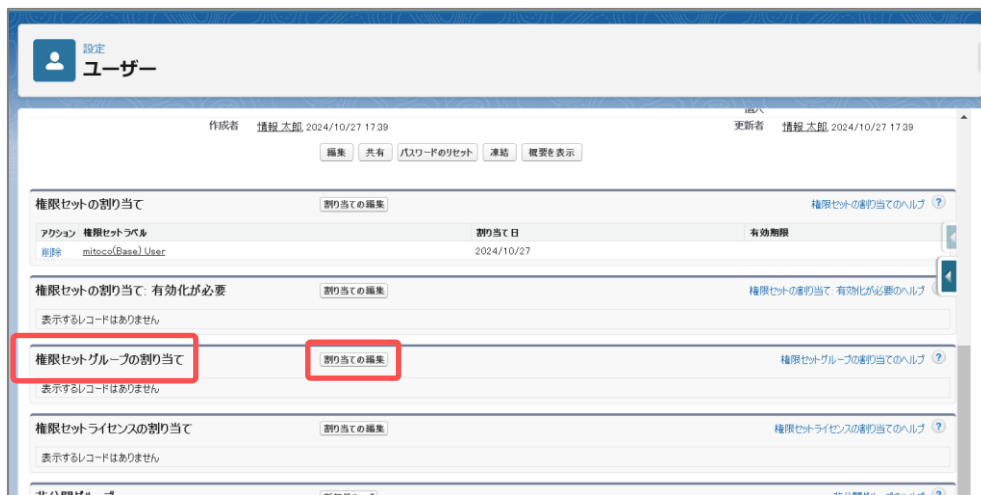 設定
ユーザー
作成者 情報 太郎, 2024/10/27 17:39 更新者 情報 太郎, 2024/10/27 17:39
編集 共有 パスワードのリセット 凍結 概要を表示
権限セットの割り当て 割り当ての編集 権限セットの割り当てのヘルプ ?
アクション 権限セットラベル 割り当て日 有効期限
削除 mitoco(Base) User 2024/10/27
権限セットの割り当て: 有効化が必要 割り当ての編集 権限セットの割り当て: 有効化が必要のヘルプ
表示するレコードはありません
権限セットグループの割り当て 割り当ての編集 権限セットグループの割り当てのヘルプ ?
表示するレコードはありません
権限セットライセンスの割り当て 割り当ての編集 権限セットライセンスの割り当てのヘルプ ?
表示するレコードはありません